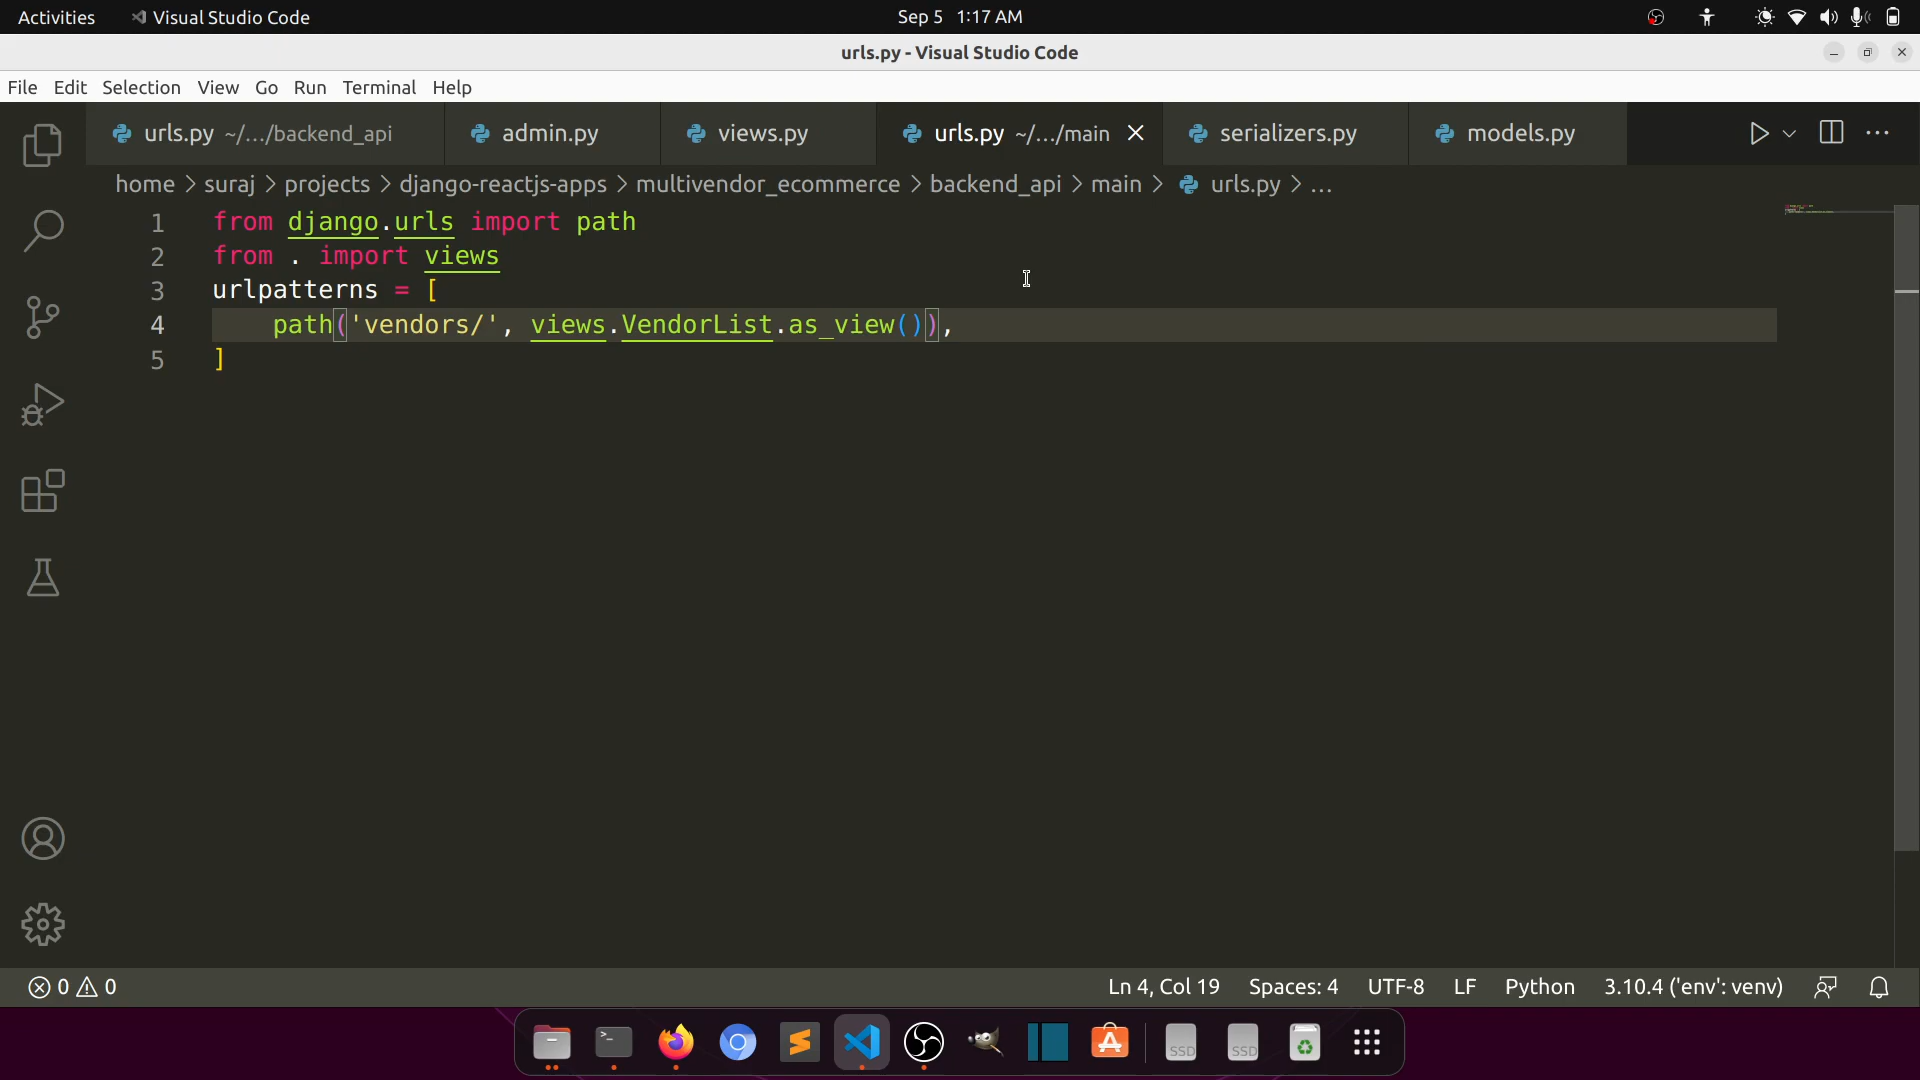 Activities Visual Studio Code Sep 5 1:17 AM
urls.py - Visual Studio Code
File Edit Selection View Go Run Terminal Help
urls.py ~/.../backend_api admin.py views.py urls.py ~/.../main serializers.py models.py
home > suraj > projects > django-reactjs-apps > multivendor_ecommerce > backend_api > main > urls.py > ...
1 from django.urls import path
2 from . import views
3 urlpatterns = [
4     path('vendors/', views.VendorList.as_view()),
5 ]
0 0 Ln 4, Col 19 Spaces: 4 UTF-8 LF Python 3.10.4 ('env': venv)
SSD SSD